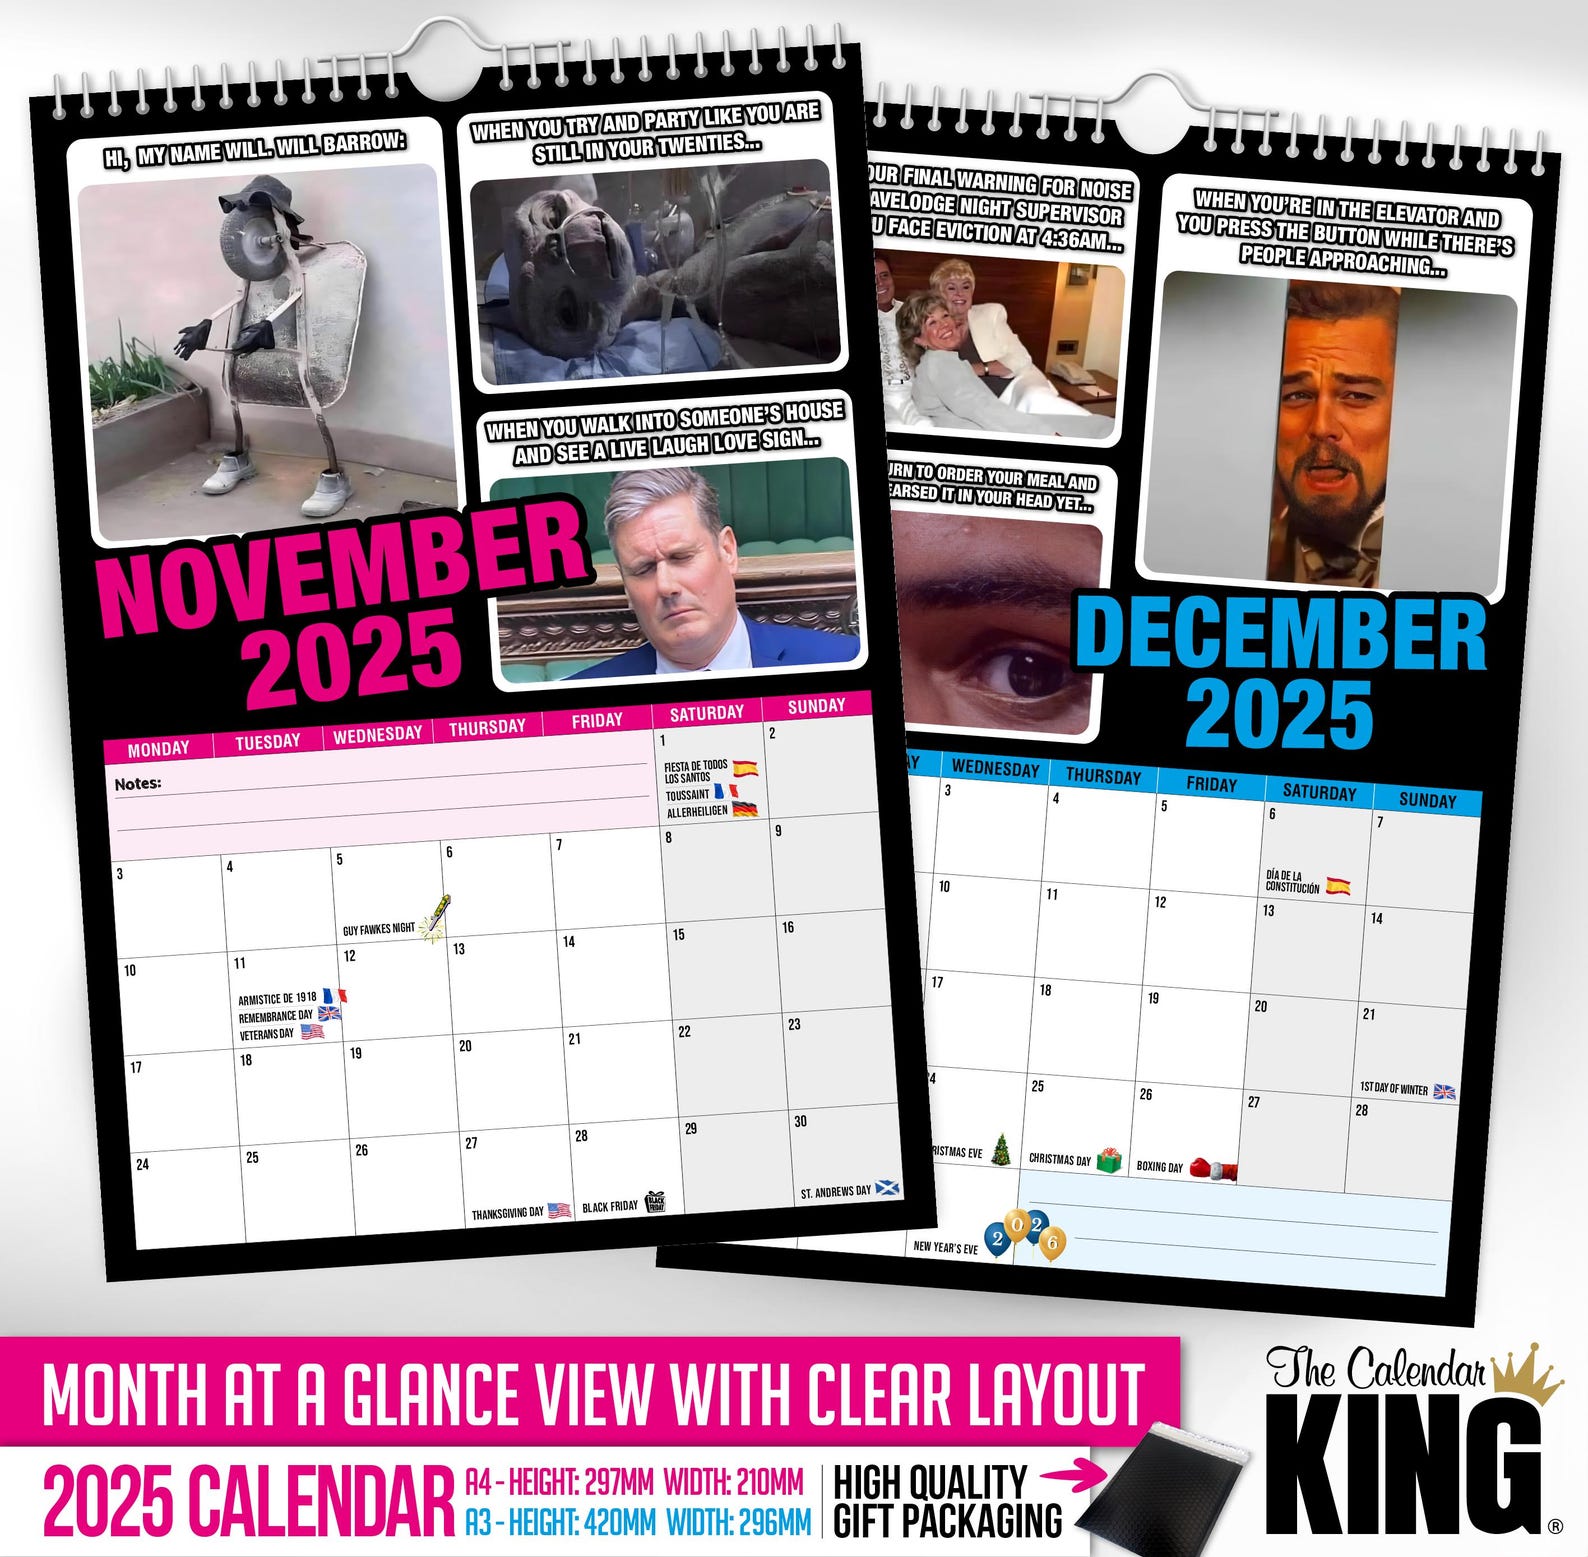 HI, MY NAME WILL. WILL BARROW:
WHEN YOU TRY AND PARTY LIKE YOU ARE
STILL IN YOUR TWENTIES...
WHEN YOU WALK INTO SOMEONE'S HOUSE
AND SEE A LIVE LAUGH LOVE SIGN...
NOVEMBER
2025
MONDAY TUESDAY WEDNESDAY THURSDAY FRIDAY SATURDAY SUNDAY
Notes:
1 2
FIESTA DE TODOS
LOS SANTOS
TOUSSAINT
ALLERHEILIGEN
3 4 5 6 7 8 9
GUY FAWKES NIGHT
10 11 12 13 14 15 16
ARMISTICE DE 1918
REMEMBRANCE DAY
VETERANS DAY
17 18 19 20 21 22 23
24 25 26 27 28 29 30
THANKSGIVING DAY BLACK FRIDAY BLACK FRIDAY ST. ANDREWS DAY
OUR FINAL WARNING FOR NOISE
AVELODGE NIGHT SUPERVISOR
U FACE EVICTION AT 4:36AM...
WHEN YOU'RE IN THE ELEVATOR AND
YOU PRESS THE BUTTON WHILE THERE'S
PEOPLE APPROACHING...
URN TO ORDER YOUR MEAL AND
EARSED IT IN YOUR HEAD YET...
DECEMBER
2025
AY WEDNESDAY THURSDAY FRIDAY SATURDAY SUNDAY
3 4 5 6 7
DÍA DE LA
CONSTITUCIÓN
10 11 12 13 14
17 18 19 20 21
1ST DAY OF WINTER
24 25 26 27 28
RISTMAS EVE CHRISTMAS DAY BOXING DAY
NEW YEAR'S EVE 2026
MONTH AT A GLANCE VIEW WITH CLEAR LAYOUT
2025 CALENDAR
A4 - HEIGHT: 297MM WIDTH: 210MM
A3 - HEIGHT: 420MM WIDTH: 296MM
HIGH QUALITY
GIFT PACKAGING
The Calendar
KING®